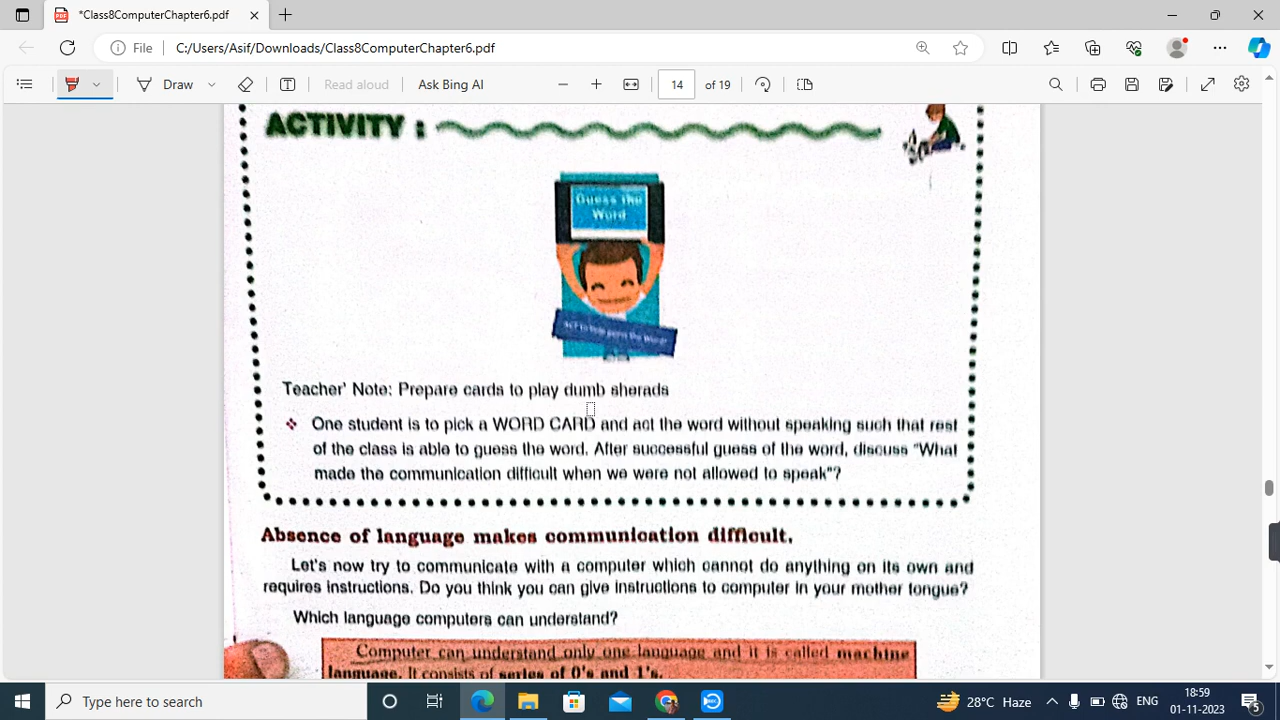 *Class8ComputerChapter6.pdf
File C:/Users/Asif/Downloads/Class8ComputerChapter6.pdf
Draw Read aloud Ask Bing AI 14 of 19
ACTIVITY :
Guess the
Word
ACT to help guess the Word!
Teacher' Note: Prepare cards to play dumb sherads
One student is to pick a WORD CARD and act the word without speaking such that rest
of the class is able to guess the word. After successful guess of the word, discuss "What
made the communication difficult when we were not allowed to speak"?
Absence of language makes communication difficult.
Let's now try to communicate with a computer which cannot do anything on its own and
requires instructions. Do you think you can give instructions to computer in your mother tongue?
Which language computers can understand?
Computer can understand only one language and it is called machine
language. It consists of series of 0's and 1's.
Type here to search 28°C Haze ENG 18:59
01-11-2023 5